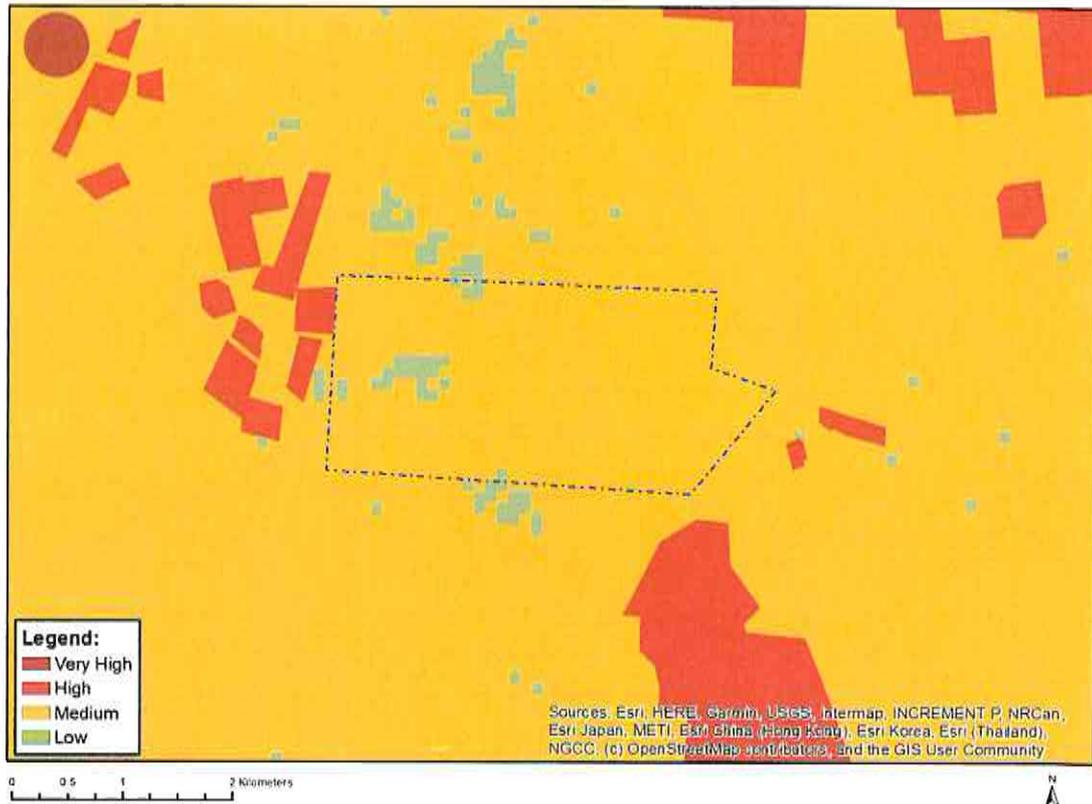 Legend:
Very High
High
Medium
Low
Sources: Esri, HERE, Garmin, USGS, Intermap, INCREMENT P, NRCan,
Esri Japan, METI, Esri China (Hong Kong), Esri Korea, Esri (Thailand),
NGCC, (c) OpenStreetMap contributors, and the GIS User Community
0 0.5 1 2 Kilometers
N